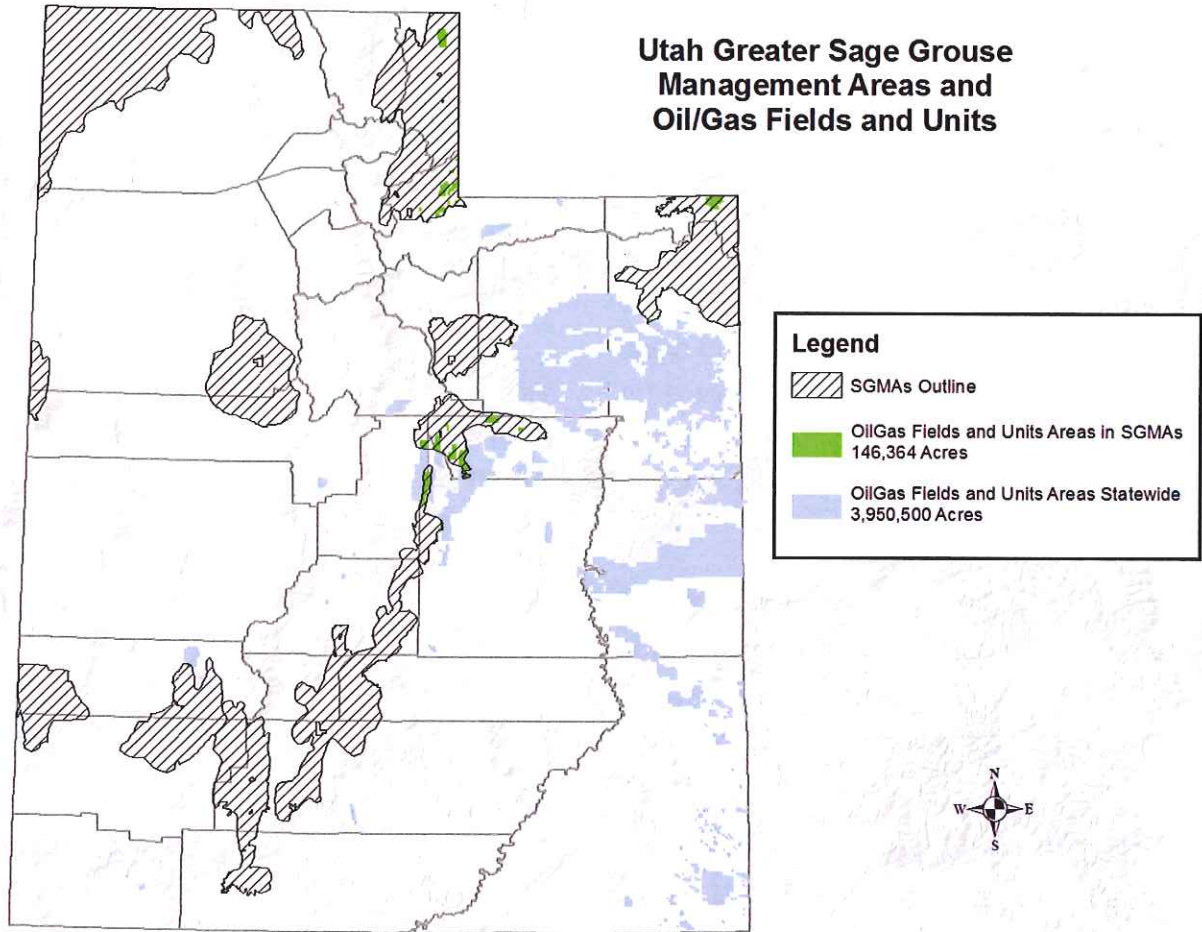 Utah Greater Sage Grouse
Management Areas and
Oil/Gas Fields and Units
Legend
SGMAs Outline
OilGas Fields and Units Areas in SGMAs
146,364 Acres
OilGas Fields and Units Areas Statewide
3,950,500 Acres
N
W E
S